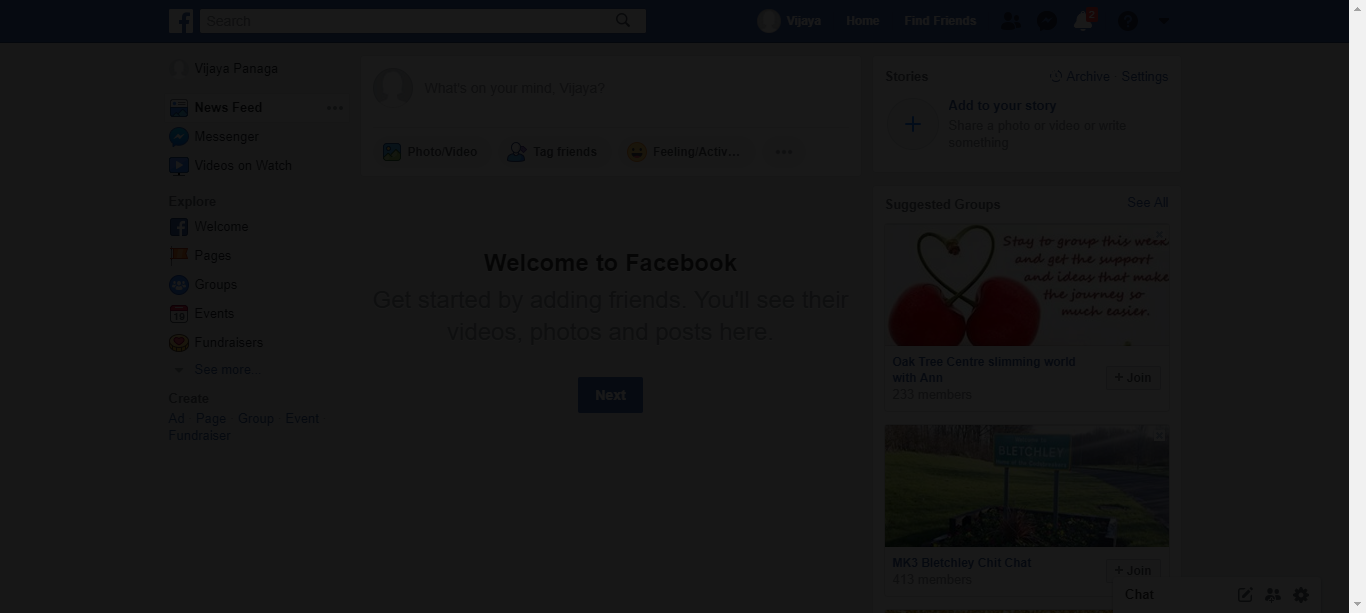 Search
Vijaya
Home
Find Friends
2
Vijaya Panaga
News Feed
Messenger
Videos on Watch
Explore
Welcome
Pages
Groups
Events
Fundraisers
See more...
Create
Ad Page Group Event
Fundraiser
What's on your mind, Vijaya?
Photo/Video
Tag friends
Feeling/Activ...
Welcome to Facebook
Get started by adding friends. You'll see their
videos, photos and posts here.
Next
Stories
Archive
Settings
Add to your story
Share a photo or video or write
something
Suggested Groups
See All
Stay to group this week
and get the support
and ideas that make
the journey so
much easier.
Oak Tree Centre slimming world
with Ann
233 members
+ Join
BLETCHLEY
MK3 Bletchley Chit Chat
413 members
+ Join
Chat